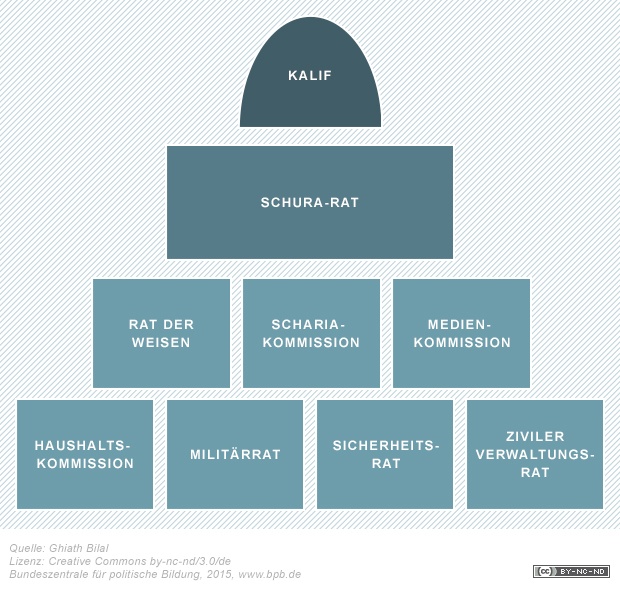 KALIF
SCHURA-RAT
RAT DER
WEISEN
SCHARIA-
KOMMISSION
MEDIEN-
KOMMISSION
HAUSHALTS-
KOMMISSION
MILITÄRRAT
SICHERHEITS-
RAT
ZIVILER
VERWALTUNGS-
RAT
Quelle: Ghiath Bilal
Lizenz: Creative Commons by-nc-nd/3.0/de
Bundeszentrale für politische Bildung, 2015, www.bpb.de
cc BY-NC-ND